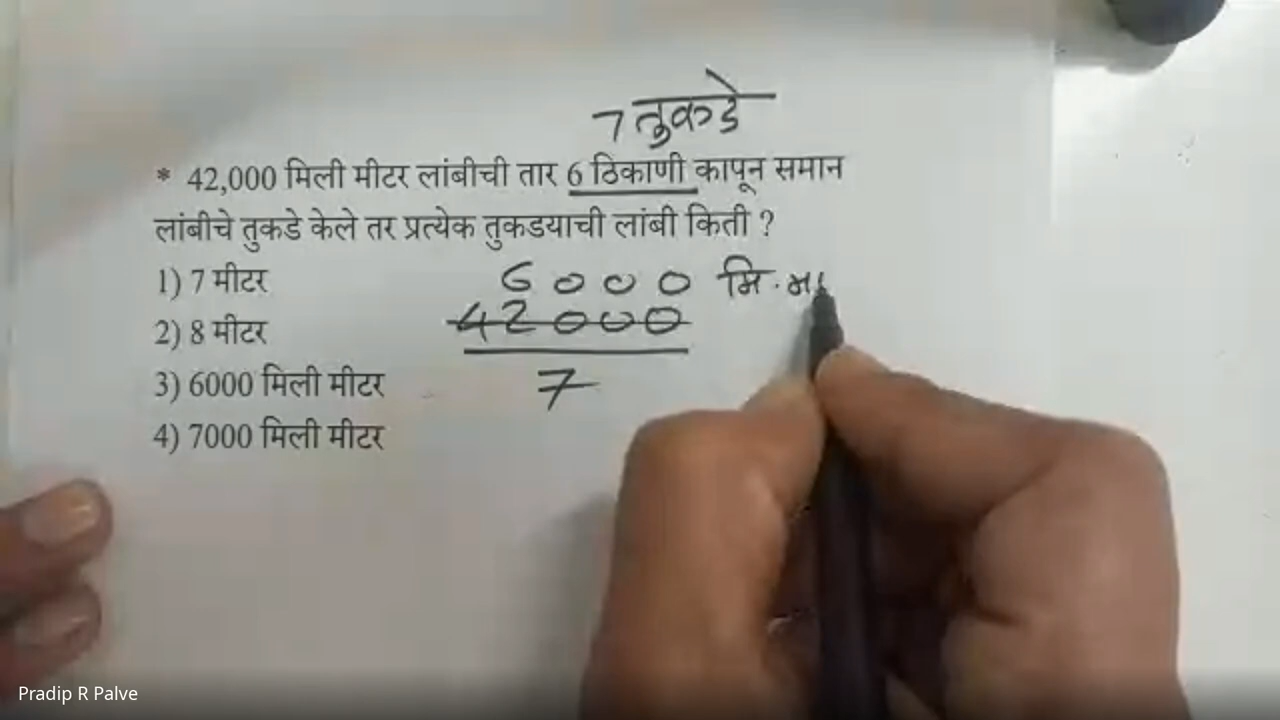 7 तुकडे
* 42,000 मिली मीटर लांबीची तार 6 ठिकाणी कापून समान
लांबीचे तुकडे केले तर प्रत्येक तुकडयाची लांबी किती ?
1) 7 मीटर
2) 8 मीटर
3) 6000 मिली मीटर
4) 7000 मिली मीटर
6000 मि.
42000
7
Pradip R Palve